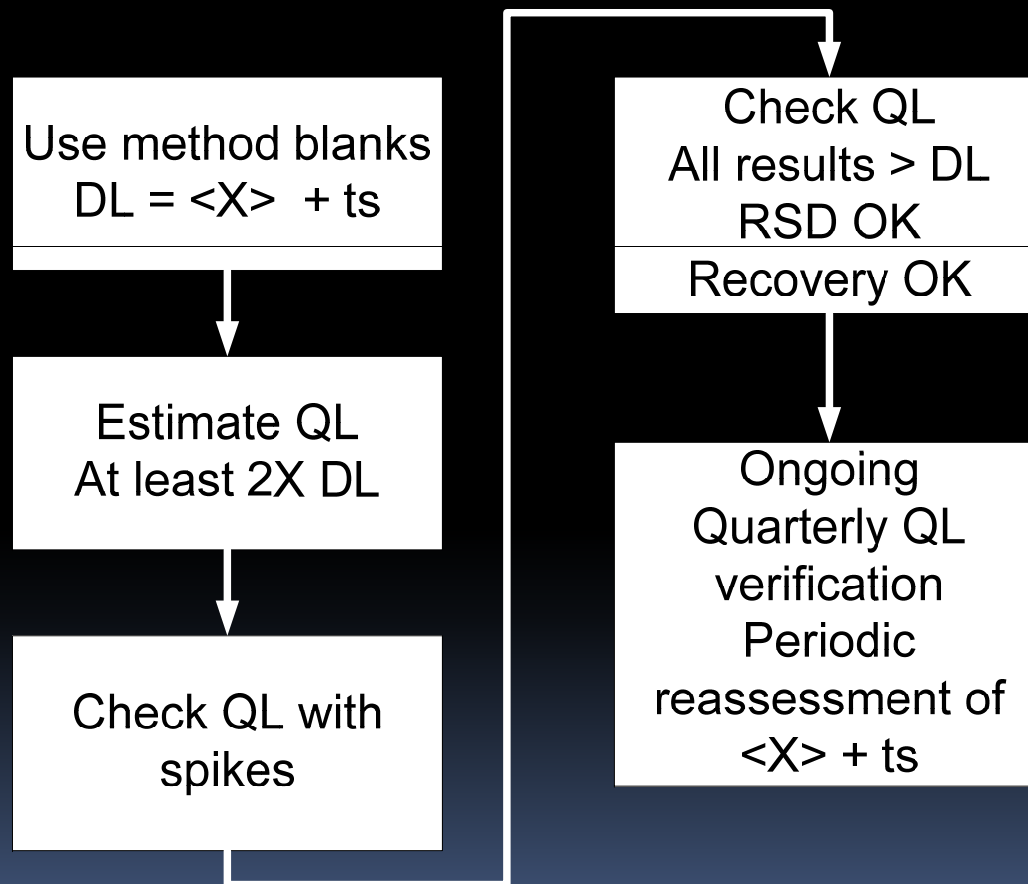 Use method blanks
DL = <X> + ts
Estimate QL
At least 2X DL
Check QL with
spikes
Check QL
All results > DL
RSD OK
Recovery OK
Ongoing
Quarterly QL
verification
Periodic
reassessment of
<X> + ts